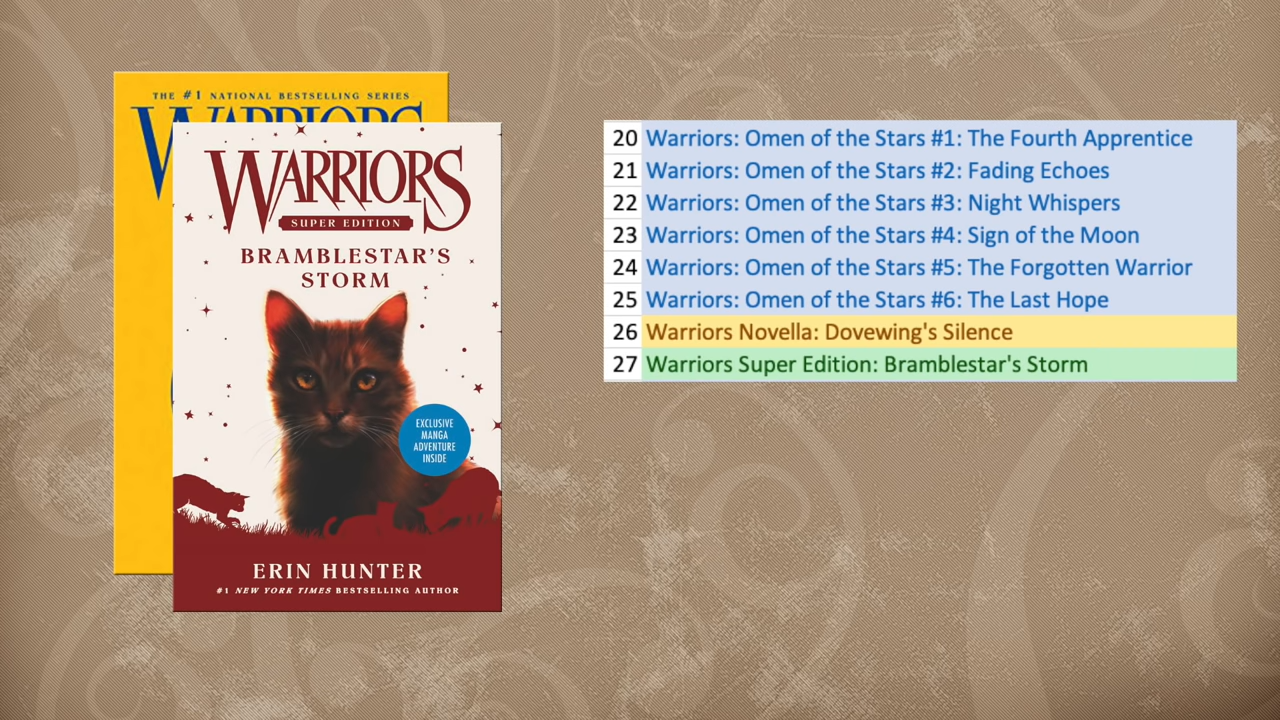 THE #1 NATIONAL BESTSELLING SERIES
WARRIORS
WARRIORS
SUPER EDITION
BRAMBLESTAR'S
STORM
EXCLUSIVE
MANGA
ADVENTURE
INSIDE
ERIN HUNTER
#1 NEW YORK TIMES BESTSELLING AUTHOR
20 Warriors: Omen of the Stars #1: The Fourth Apprentice
21 Warriors: Omen of the Stars #2: Fading Echoes
22 Warriors: Omen of the Stars #3: Night Whispers
23 Warriors: Omen of the Stars #4: Sign of the Moon
24 Warriors: Omen of the Stars #5: The Forgotten Warrior
25 Warriors: Omen of the Stars #6: The Last Hope
26 Warriors Novella: Dovewing's Silence
27 Warriors Super Edition: Bramblestar's Storm